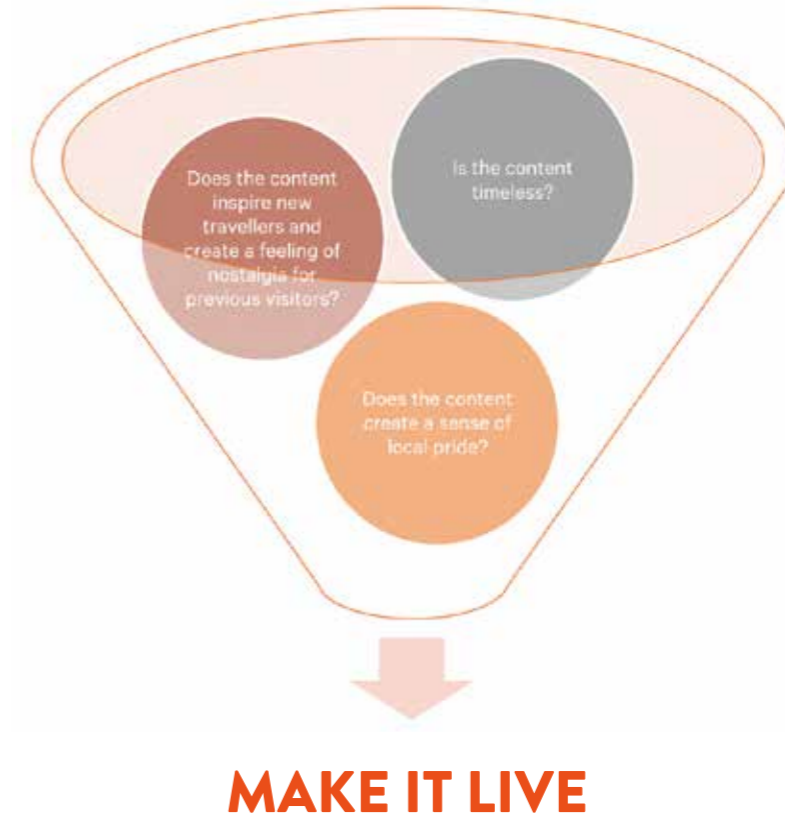 Does the content
inspire new
travellers and
create a feeling of
nostalgia for
previous visitors?
Is the content
timeless?
Does the content
create a sense of
local pride?
MAKE IT LIVE